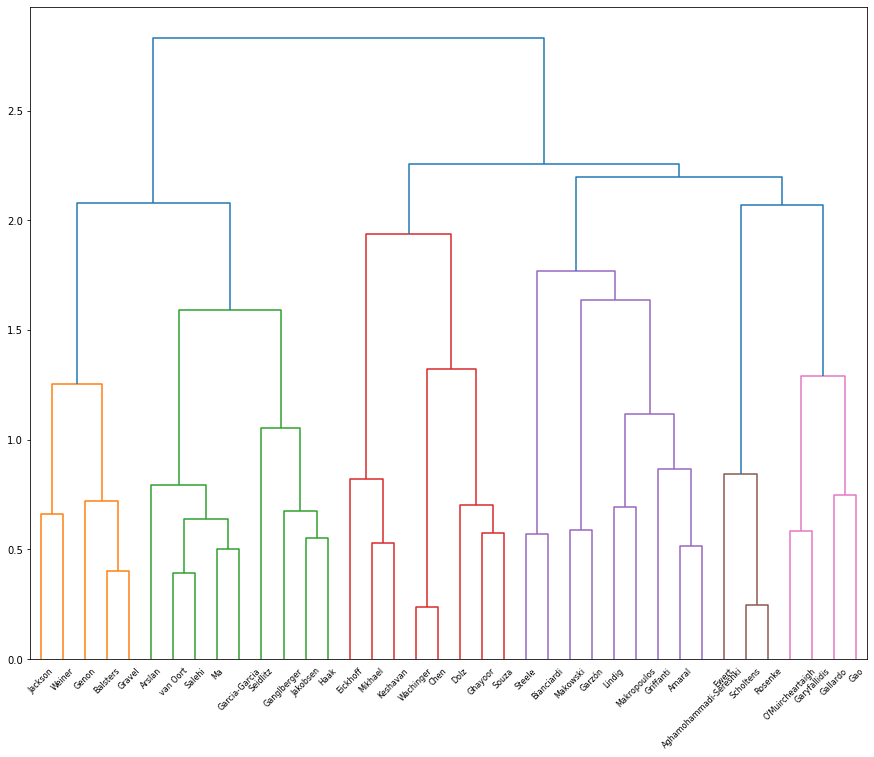 2.5
2.0
1.5
1.0
0.5
0.0
Jackson
Weiner
Genon
Balsters
Gravel
Arslan
van Oort
Salehi
Ma
Garcia-Garcia
Seidlitz
Ganglberger
Jakobsen
Haak
Eickhoff
Mikhael
Keshavan
Wachinger
Chen
Dolz
Ghayoor
Souza
Steele
Bianciardi
Makowski
Garzón
Lindig
Makropoulos
Griffanti
Amaral
Aghamohammadi-Sereshki
Ewert
Scholtens
Rosenke
O'Muircheartaigh
Garyfallidis
Gallardo
Gao